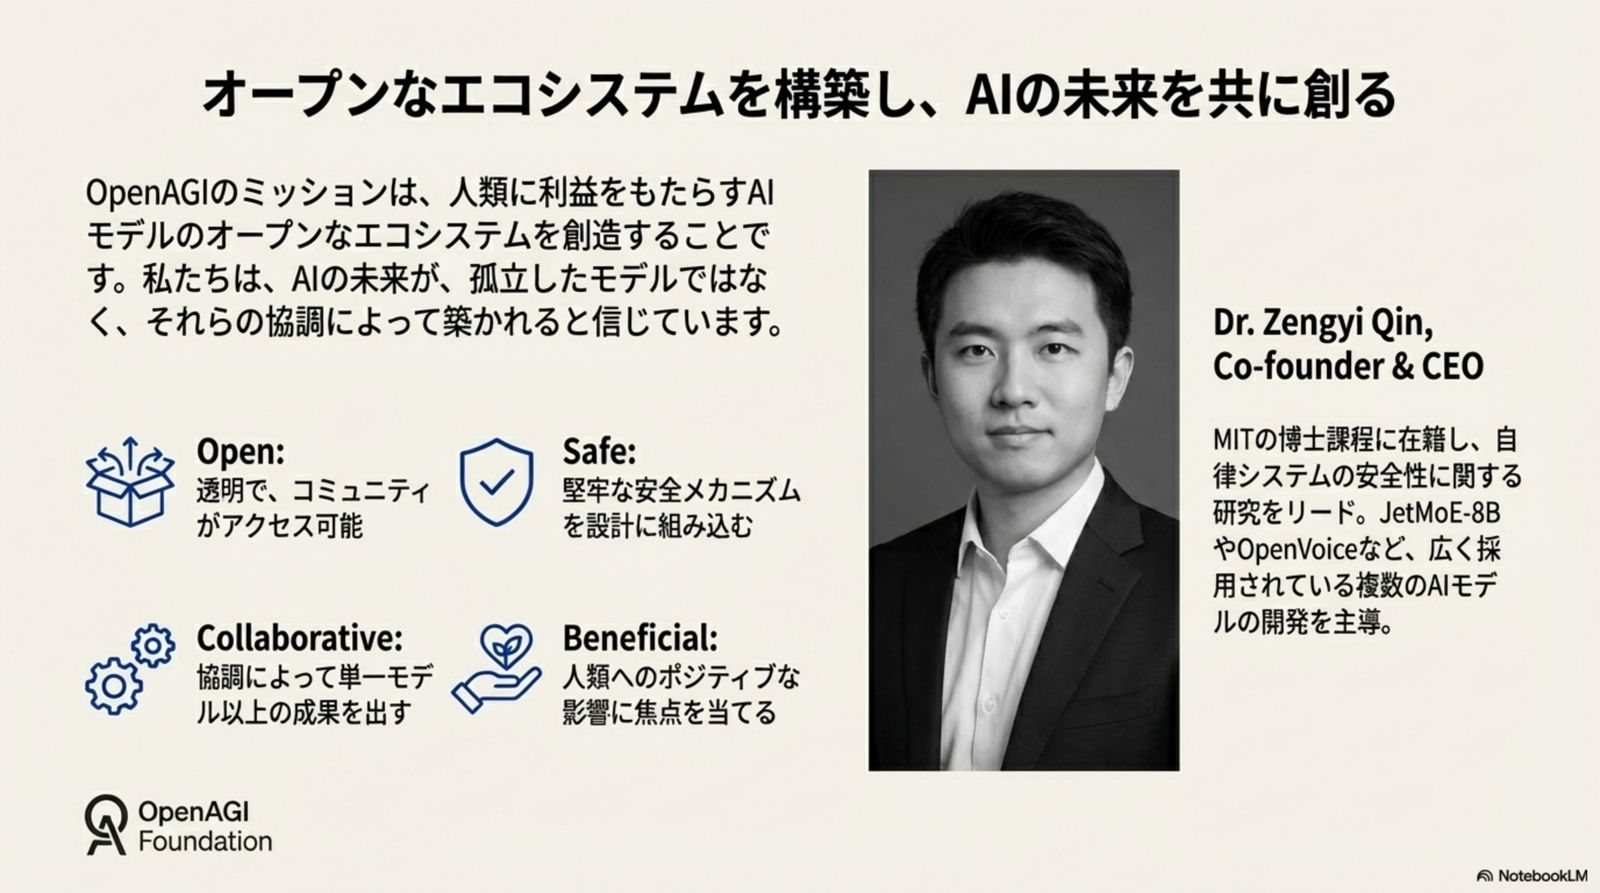 オープンなエコシステムを構築し、AIの未来を共に創る
OpenAGIのミッションは、人類に利益をもたらすAI
モデルのオープンなエコシステムを創造することで
す。私たちは、AIの未来が、孤立したモデルではな
く、それらの協調によって築かれると信じています。
Open:
透明で、コミュニティ
がアクセス可能
Safe:
堅牢な安全メカニズム
を設計に組み込む
Collaborative:
協調によって単一モデ
ル以上の成果を出す
Beneficial:
人類へのポジティブな
影響に焦点を当てる
Dr. Zengyi Qin,
Co-founder & CEO
MITの博士課程に在籍し、自
律システムの安全性に関する
研究をリード。JetMoE-8B
やOpenVoiceなど、広く採
用されている複数のAIモデ
ルの開発を主導。
OpenAGI
Foundation
NotebookLM